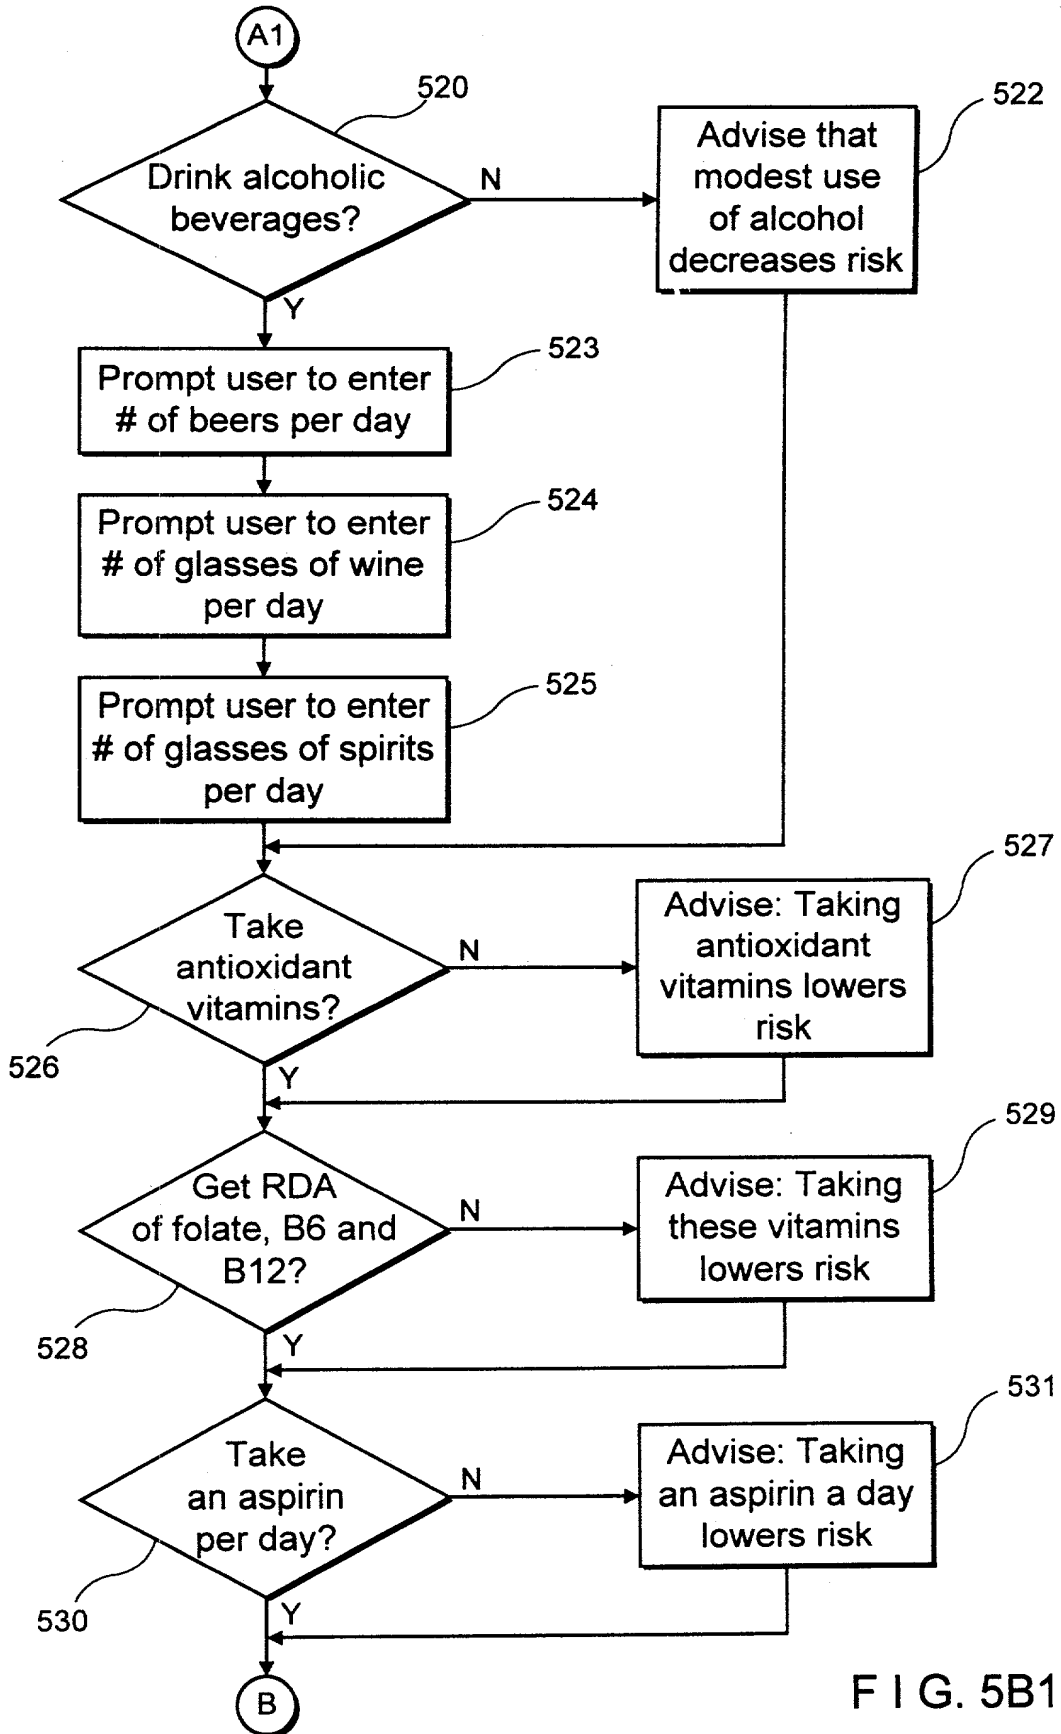 A1
520
Drink alcoholic
beverages?
N
Y
522
Advise that
modest use
of alcohol
decreases risk
523
Prompt user to enter
# of beers per day
524
Prompt user to enter
# of glasses of wine
per day
525
Prompt user to enter
# of glasses of spirits
per day
Take
antioxidant
vitamins?
526
N
Y
527
Advise: Taking
antioxidant
vitamins lowers
risk
Get RDA
of folate, B6 and
B12?
528
N
Y
529
Advise: Taking
these vitamins
lowers risk
Take
an aspirin
per day?
530
N
Y
531
Advise: Taking
an aspirin a day
lowers risk
B
F I G. 5B1